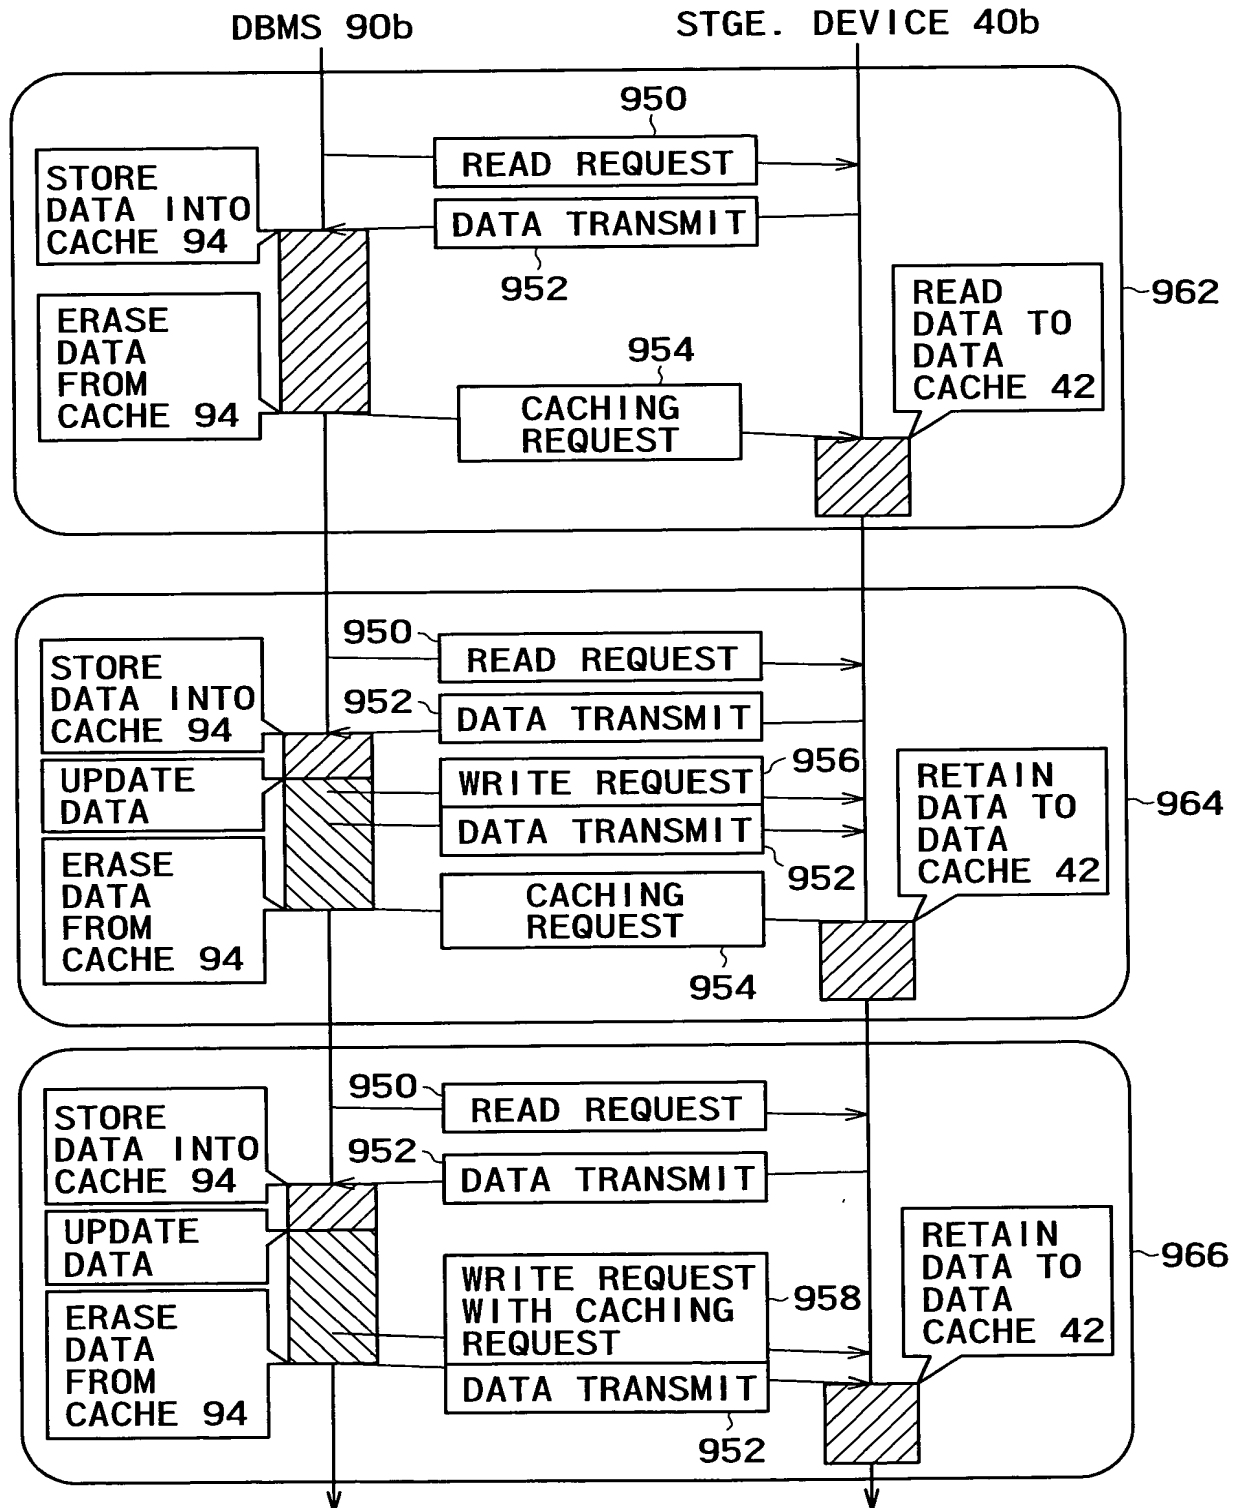 DBMS 90b
STGE. DEVICE 40b
950
READ REQUEST
STORE
DATA INTO
CACHE 94
DATA TRANSMIT
952
READ
DATA TO
DATA
CACHE 42
962
ERASE
DATA
FROM
CACHE 94
954
CACHING
REQUEST
950
READ REQUEST
STORE
DATA INTO
CACHE 94
952
DATA TRANSMIT
UPDATE
DATA
WRITE REQUEST
956
DATA TRANSMIT
952
RETAIN
DATA TO
DATA
CACHE 42
964
ERASE
DATA
FROM
CACHE 94
CACHING
REQUEST
954
950
READ REQUEST
STORE
DATA INTO
CACHE 94
952
DATA TRANSMIT
UPDATE
DATA
RETAIN
DATA TO
DATA
CACHE 42
966
WRITE REQUEST
WITH CACHING
REQUEST
958
ERASE
DATA
FROM
CACHE 94
DATA TRANSMIT
952